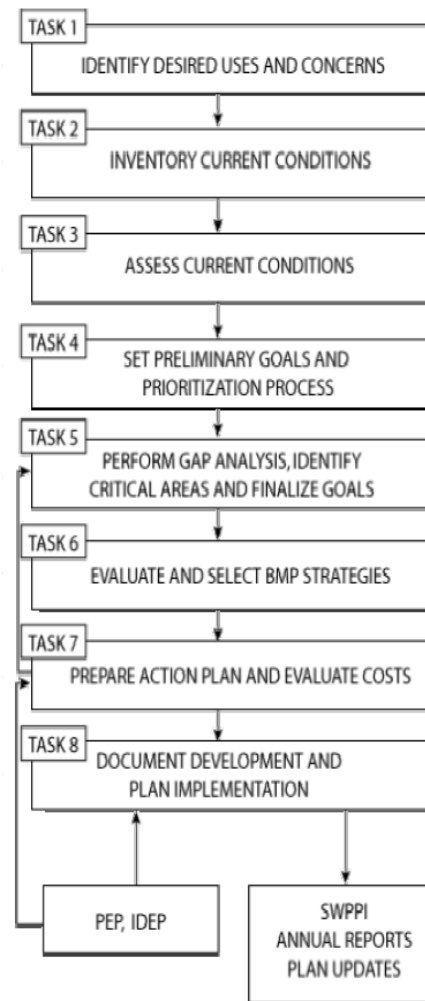 TASK 1
IDENTIFY DESIRED USES AND CONCERNS
TASK 2
INVENTORY CURRENT CONDITIONS
TASK 3
ASSESS CURRENT CONDITIONS
TASK 4
SET PRELIMINARY GOALS AND
PRIORITIZATION PROCESS
TASK 5
PERFORM GAP ANALYSIS, IDENTIFY
CRITICAL AREAS AND FINALIZE GOALS
TASK 6
EVALUATE AND SELECT BMP STRATEGIES
TASK 7
PREPARE ACTION PLAN AND EVALUATE COSTS
TASK 8
DOCUMENT DEVELOPMENT AND
PLAN IMPLEMENTATION
PEP, IDEP
SWPPI
ANNUAL REPORTS
PLAN UPDATES